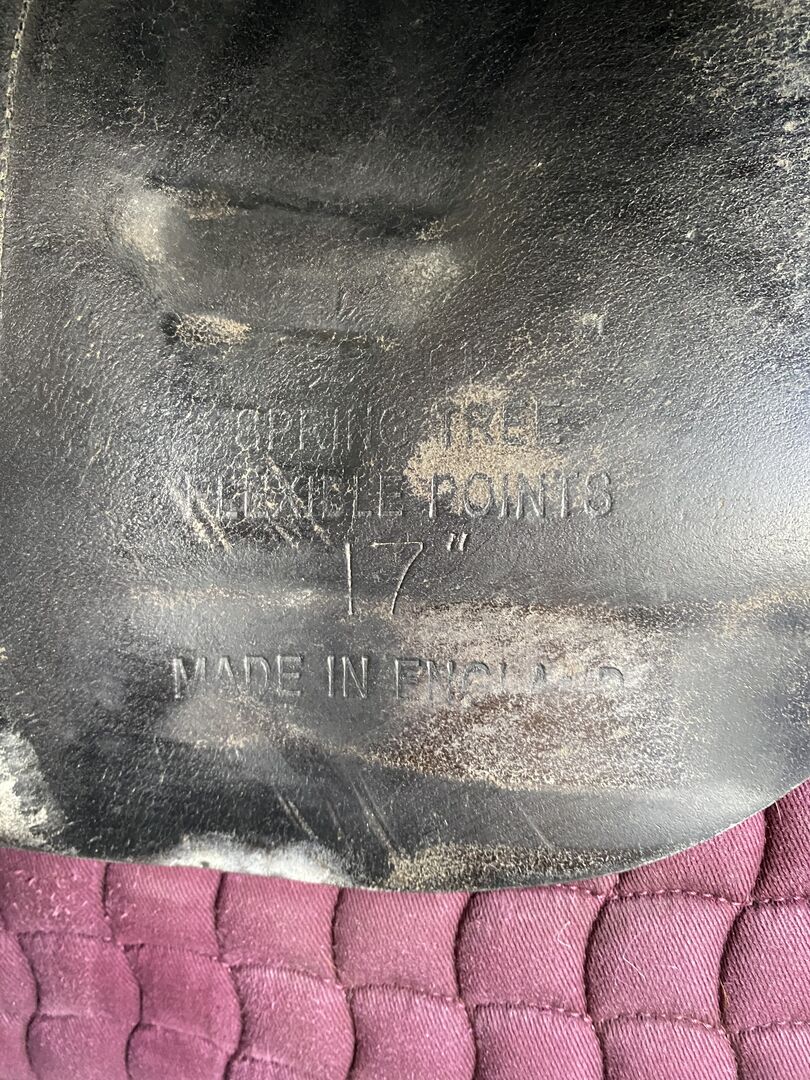 SPRING TREE
FLEXIBLE POINTS
17"
MADE IN ENGLAND